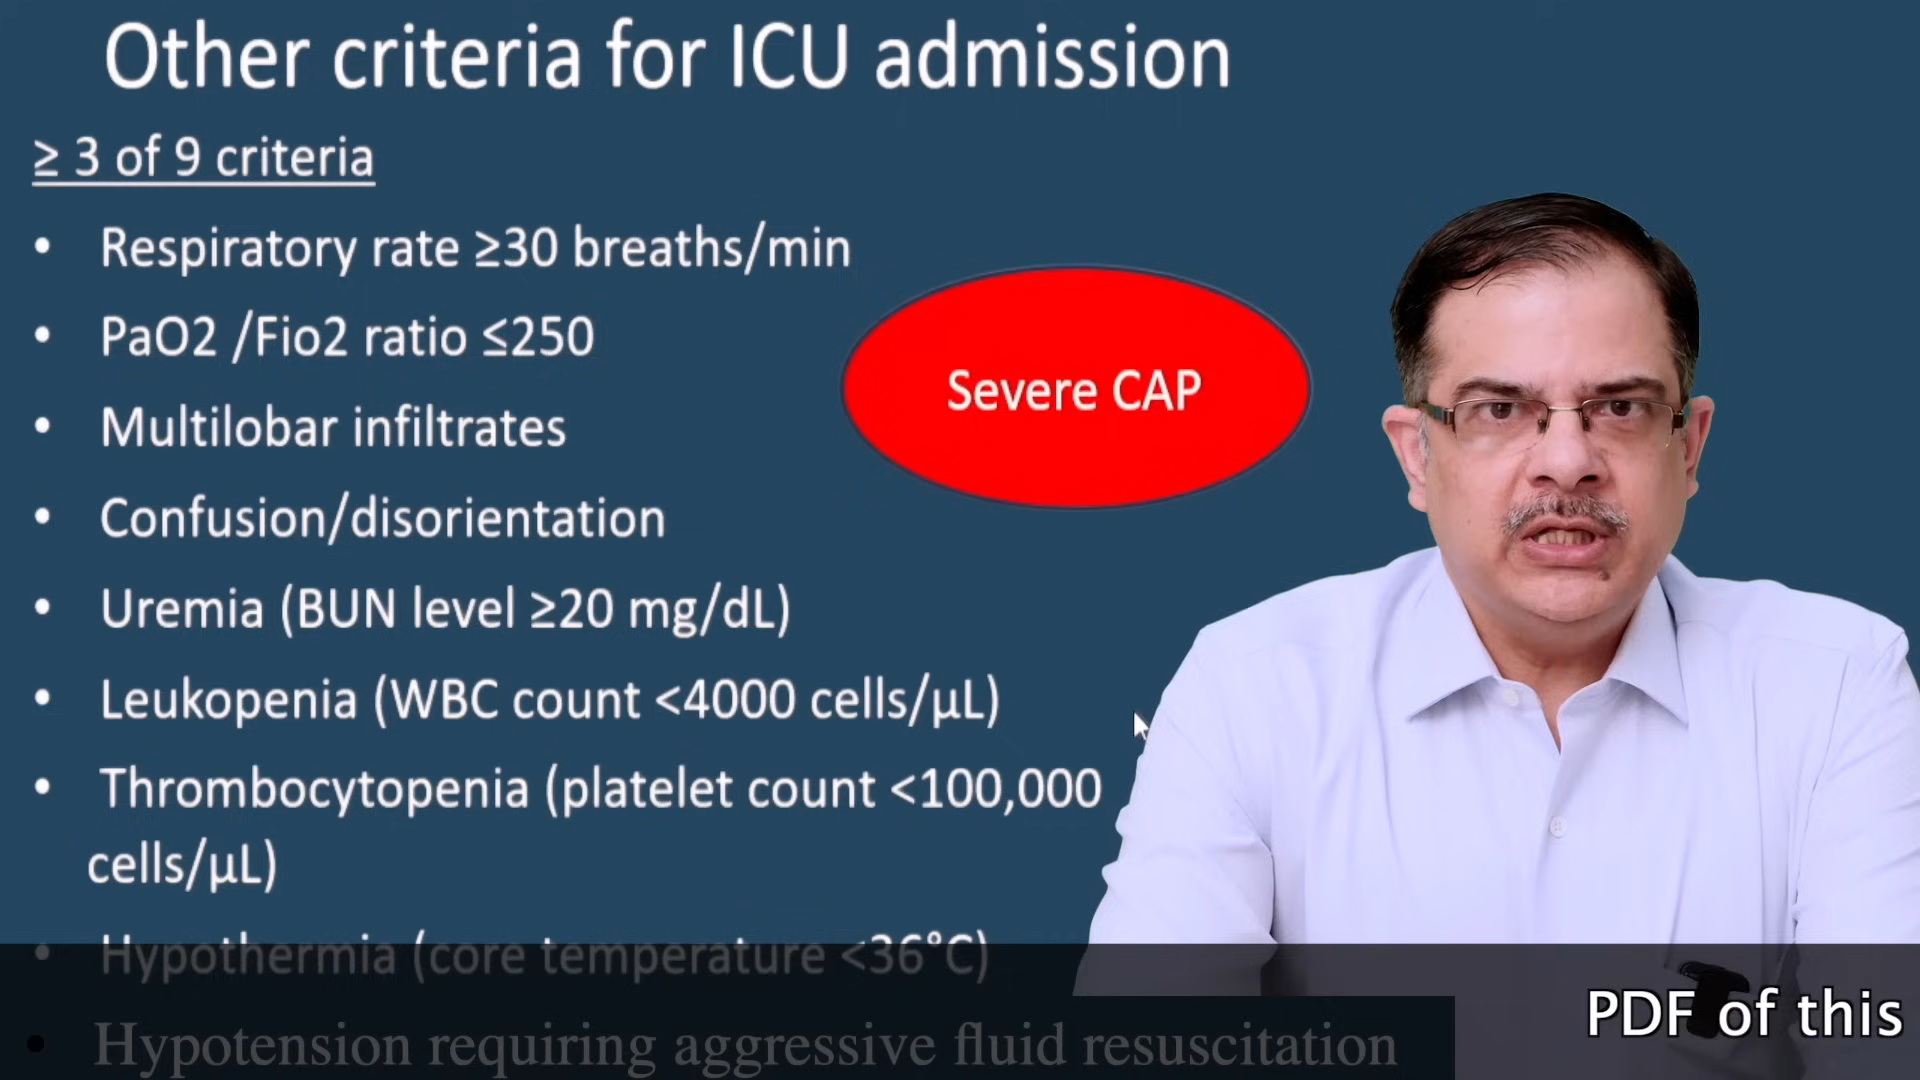 Other criteria for ICU admission
≥ 3 of 9 criteria
• Respiratory rate ≥30 breaths/min
• PaO2 /Fio2 ratio ≤250
• Multilobar infiltrates
• Confusion/disorientation
• Uremia (BUN level ≥20 mg/dL)
• Leukopenia (WBC count <4000 cells/µL)
• Thrombocytopenia (platelet count <100,000
cells/µL)
• Hypothermia (core temperature <36°C)
• Hypotension requiring aggressive fluid resuscitation
Severe CAP
PDF of this